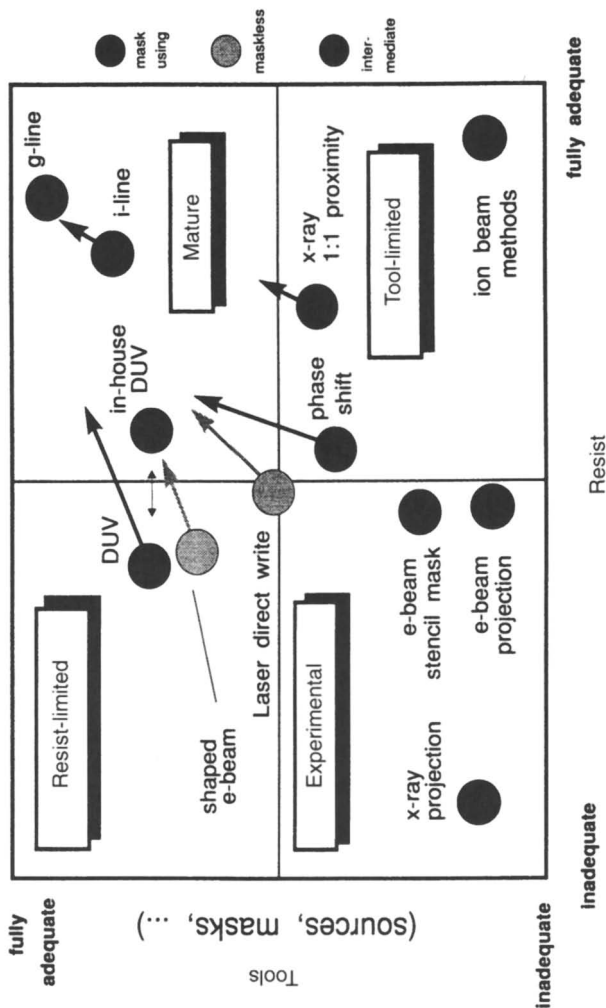 fully
adequate
Tools
(sources, masks, ...)
inadequate
Resist-limited
DUV
in-house
DUV
shaped
e-beam
Laser direct write
Mature
g-line
i-line
Experimental
x-ray
projection
e-beam
stencil mask
e-beam
projection
phase
shift
x-ray
1:1 proximity
Tool-limited
ion beam
methods
mask
using
maskless
inter-
mediate
inadequate
Resist
fully adequate